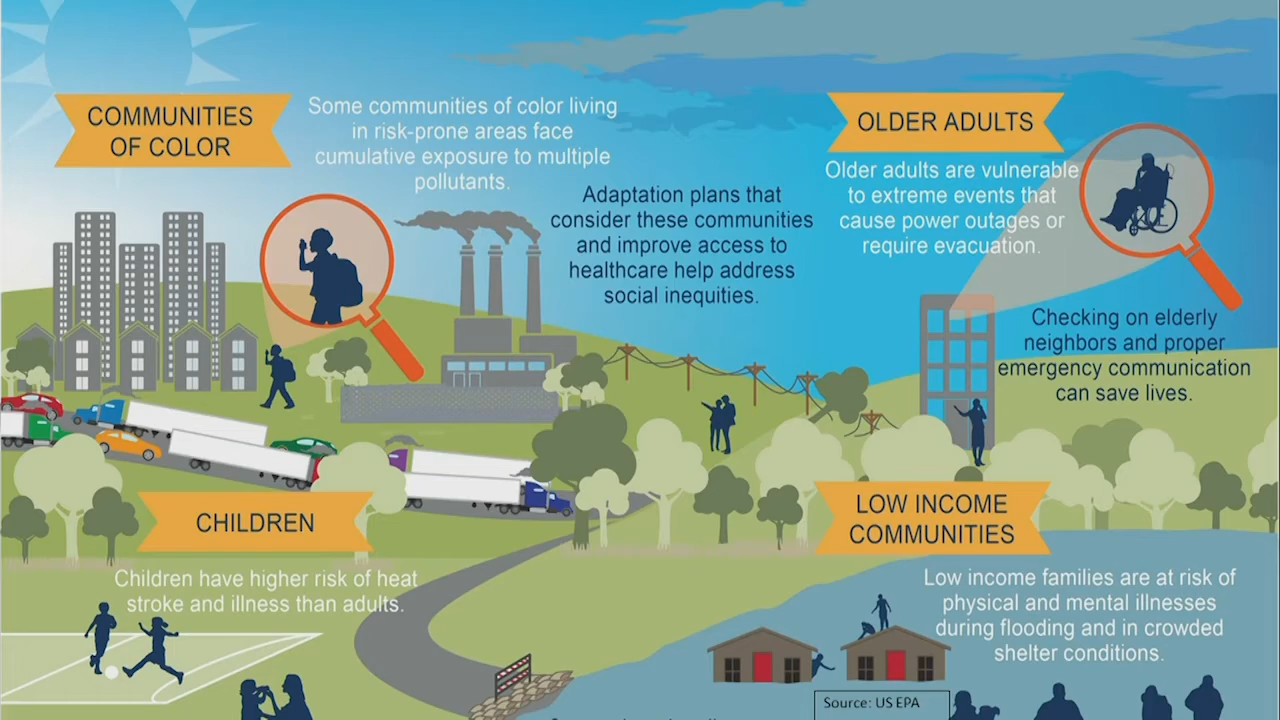 COMMUNITIES
OF COLOR
Some communities of color living
in risk-prone areas face
cumulative exposure to multiple
pollutants.
Adaptation plans that
consider these communities
and improve access to
healthcare help address
social inequities.
OLDER ADULTS
Older adults are vulnerable
to extreme events that
cause power outages or
require evacuation.
Checking on elderly
neighbors and proper
emergency communication
can save lives.
CHILDREN
Children have higher risk of heat
stroke and illness than adults.
LOW INCOME
COMMUNITIES
Low income families are at risk of
physical and mental illnesses
during flooding and in crowded
shelter conditions.
Source: US EPA